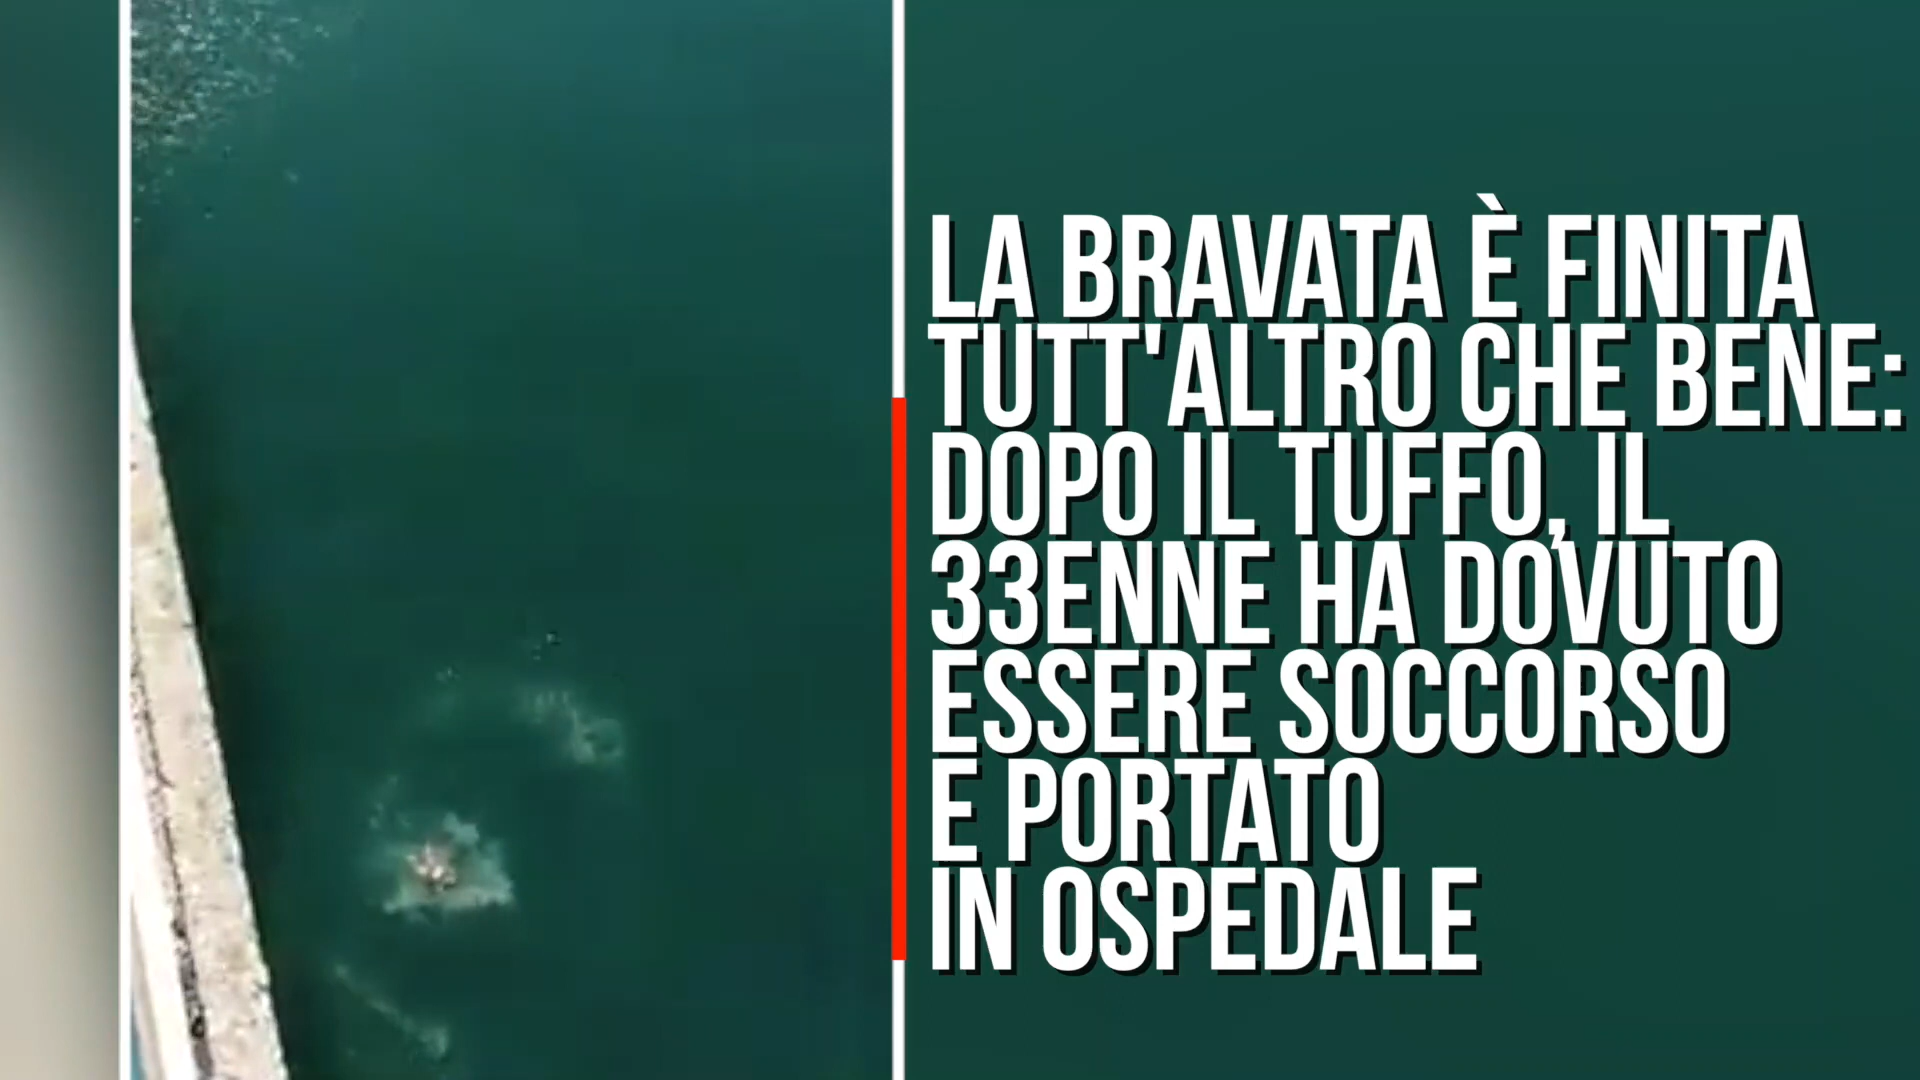 LA BRAVATA È FINITA
TUTT'ALTRO CHE BENE:
DOPO IL TUFFO, IL
33ENNE HA DOVUTO
ESSERE SOCCORSO
E PORTATO
IN OSPEDALE